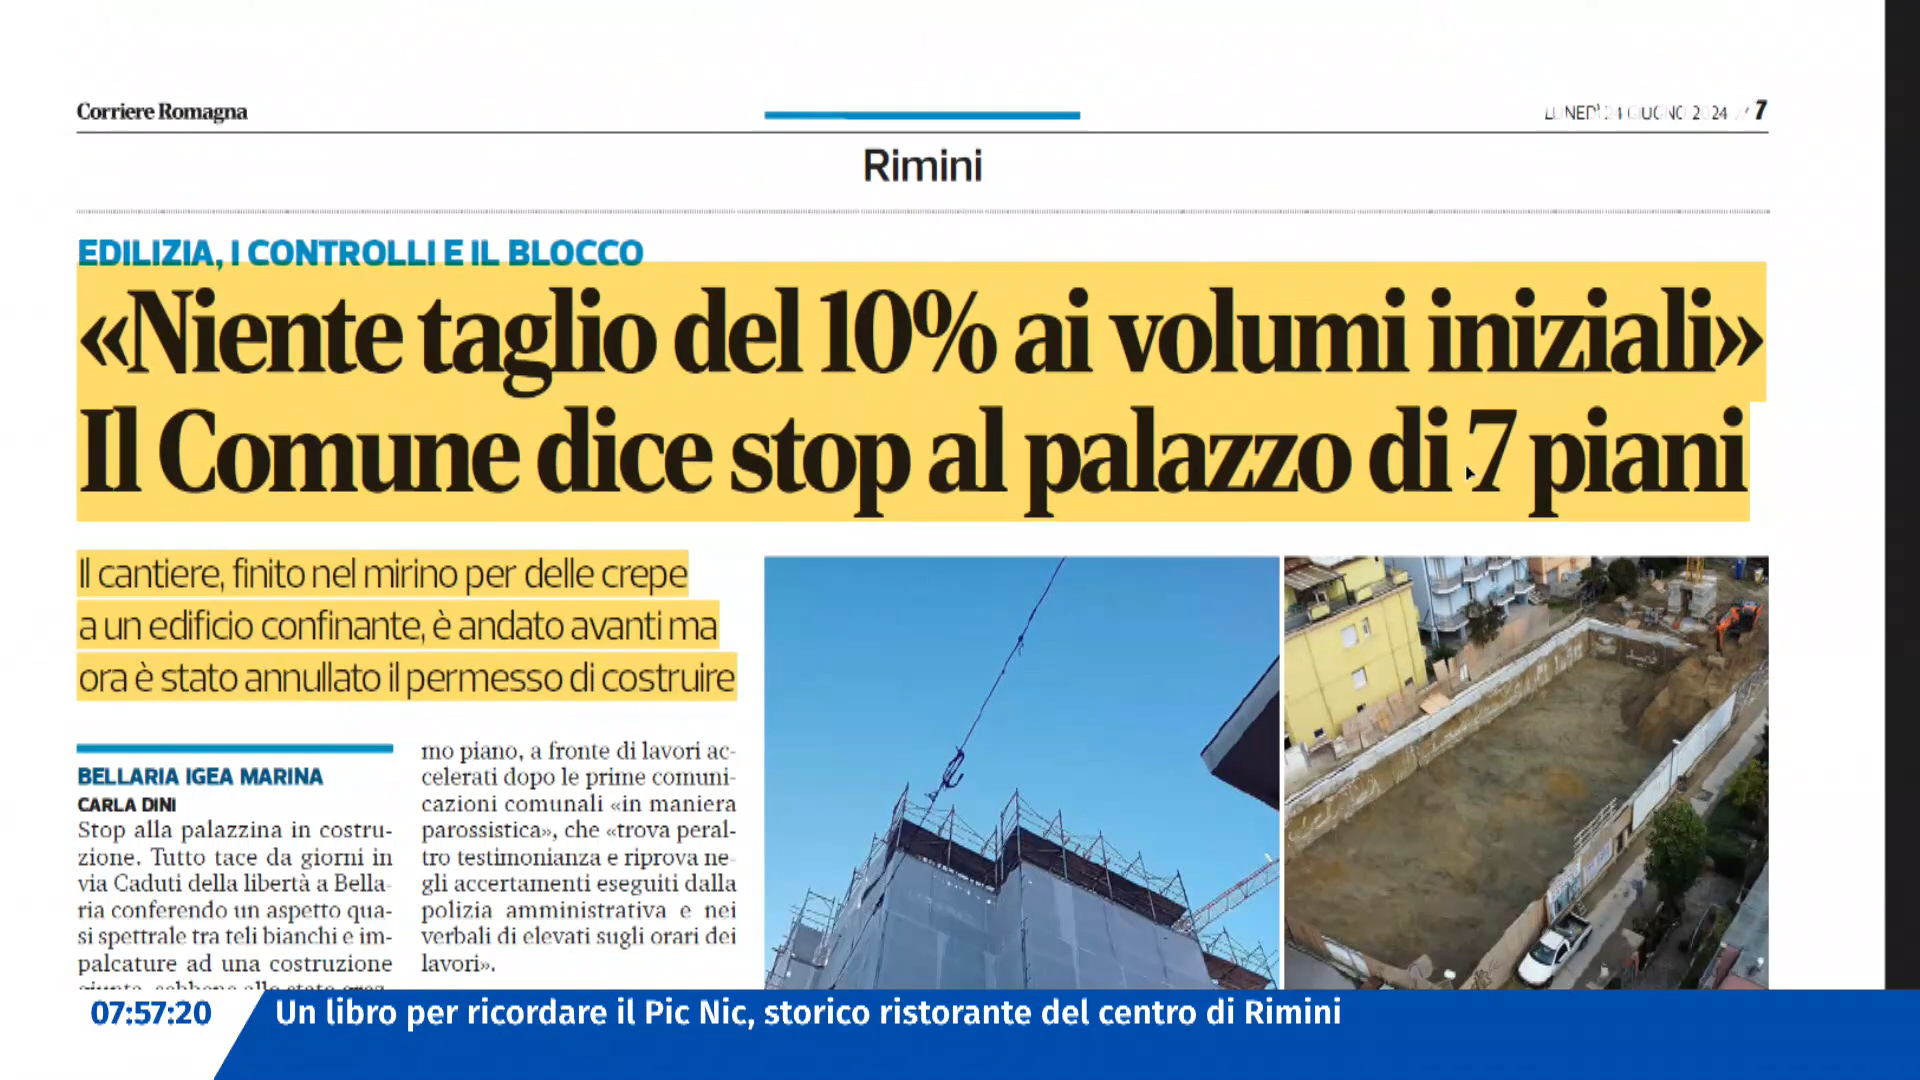 Corriere Romagna
LUNEDÌ 24 GIUGNO 2024 // 7
Rimini
EDILIZIA, I CONTROLLI E IL BLOCCO
«Niente taglio del 10% ai volumi iniziali»
Il Comune dice stop al palazzo di 7 piani
Il cantiere, finito nel mirino per delle crepe
a un edificio confinante, è andato avanti ma
ora è stato annullato il permesso di costruire
BELLARIA IGEA MARINA
CARLA DINI
Stop alla palazzina in costru-
zione. Tutto tace da giorni in
via Caduti della libertà a Bella-
ria conferendo un aspetto qua-
si spettrale tra teli bianchi e im-
palcature ad una costruzione
mo piano, a fronte di lavori ac-
celerati dopo le prime comuni-
cazioni comunali «in maniera
parossistica», che «trova peral-
tro testimonianza e riprova ne-
gli accertamenti eseguiti dalla
polizia amministrativa e nei
verbali di elevati sugli orari dei
lavori».
07:57:20
Un libro per ricordare il Pic Nic, storico ristorante del centro di Rimini